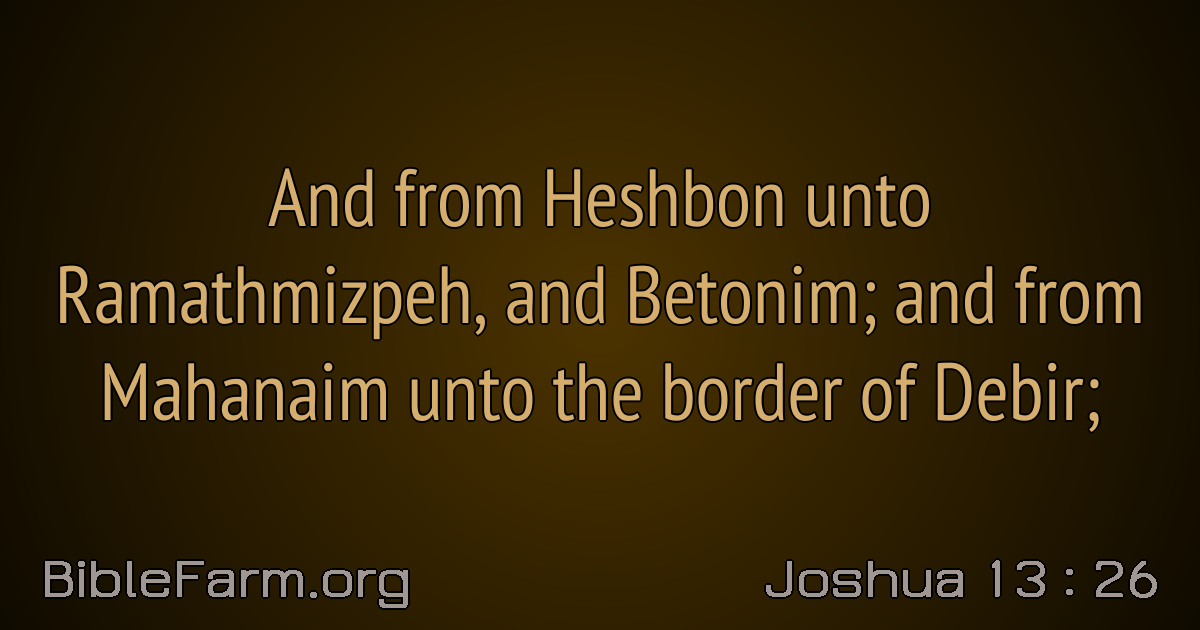 And from Heshbon unto
Ramathmizpeh, and Betonim; and from
Mahanaim unto the border of Debir;
BibleFarm.org
Joshua 13 : 26